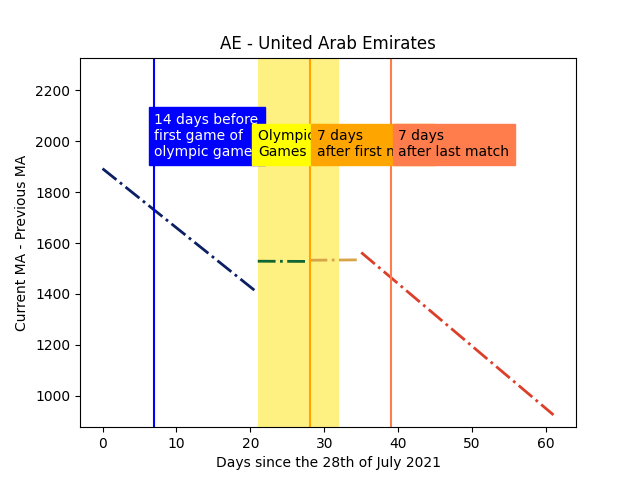 AE - United Arab Emirates
Current MA - Previous MA
2200
2000
1800
1600
1400
1200
1000
14 days before
first game of
olympic game
Olympic
Games
7 days
after first
7 days
after last match
0
10
20
30
40
50
60
Days since the 28th of July 2021